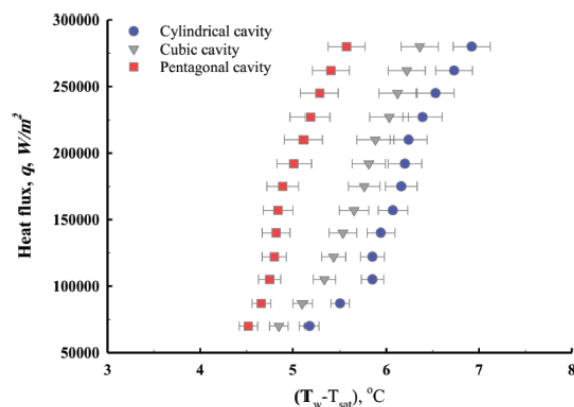 300000
Cylindrical cavity
Cubic cavity
Pentagonal cavity
250000
200000
150000
100000
50000
Heat flux, q, W/m²
3 4 5 6 7 8
(Tw-Tsat), °C